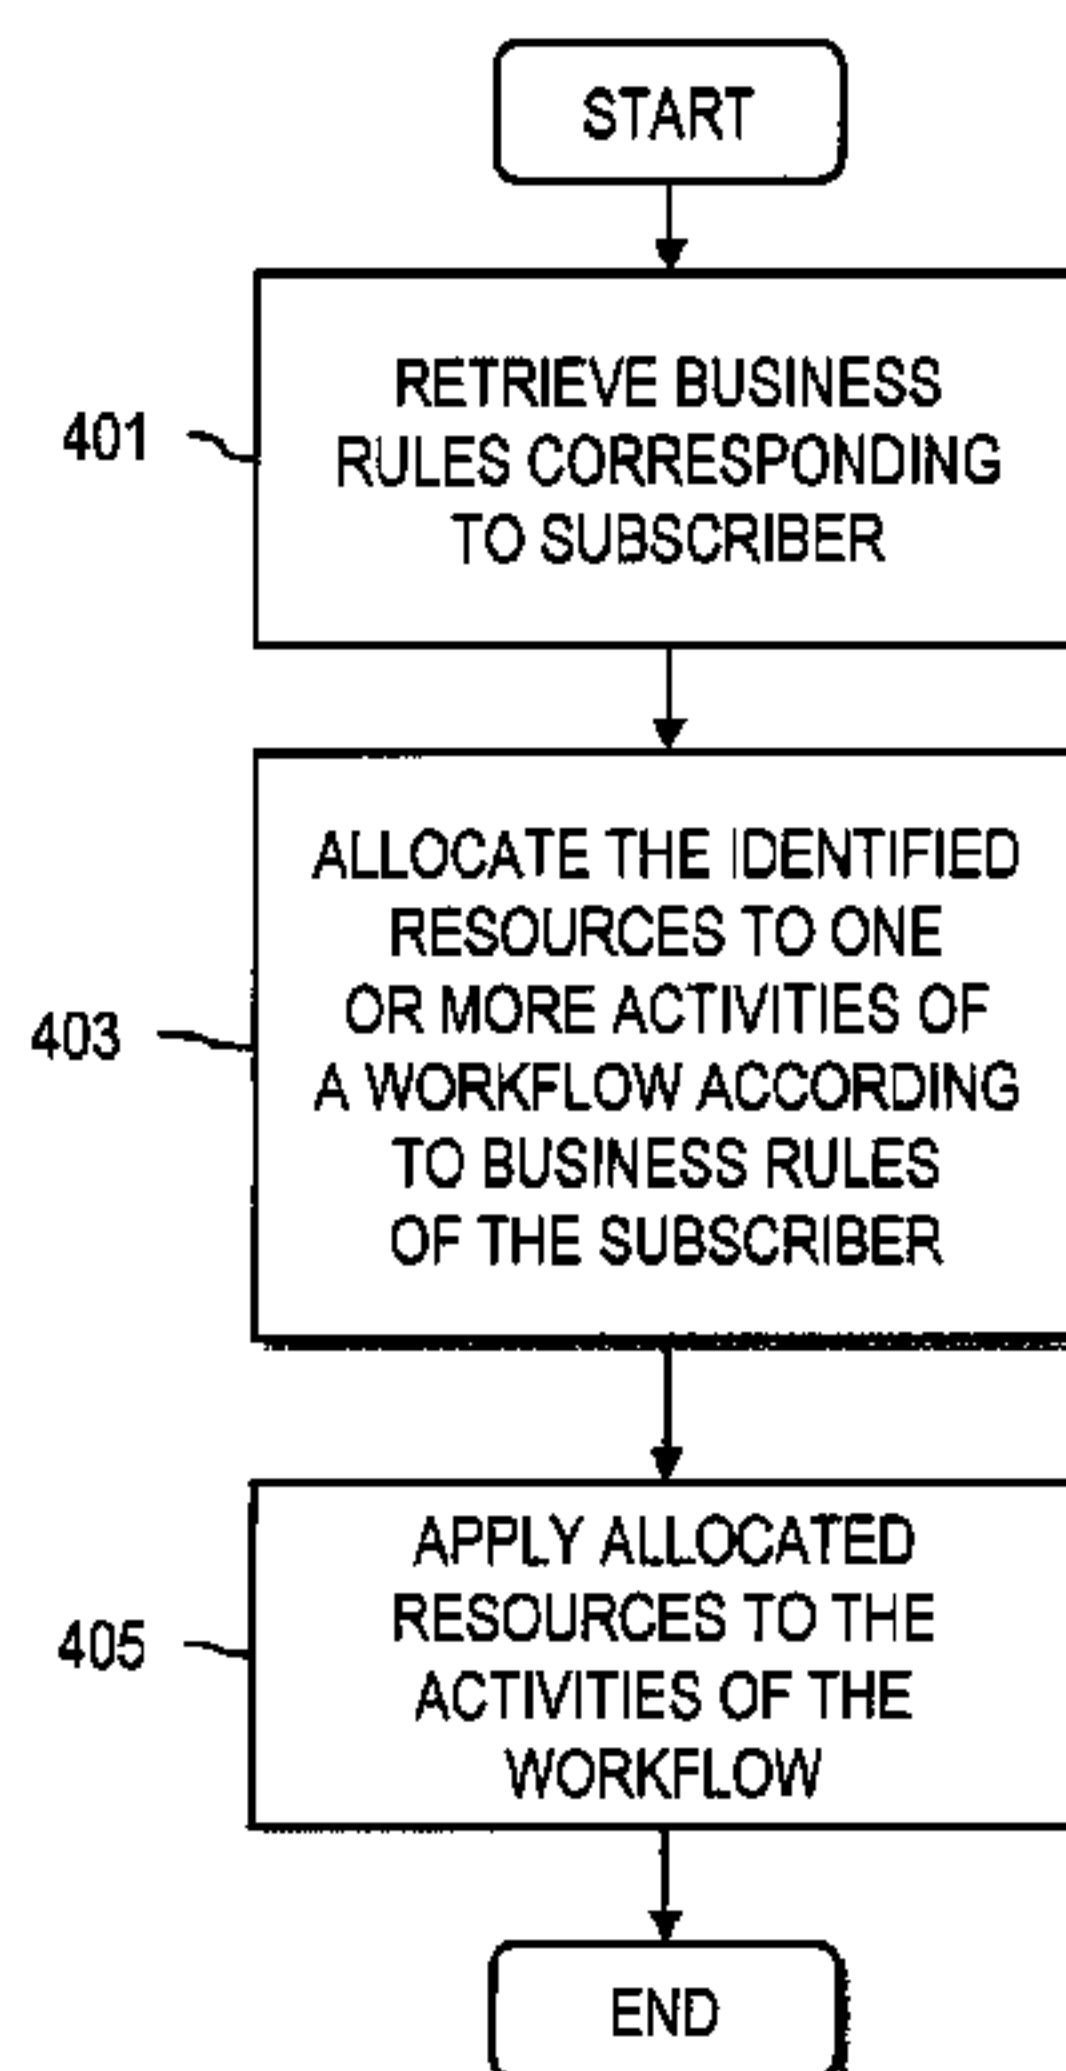 START
401
RETRIEVE BUSINESS
RULES CORRESPONDING
TO SUBSCRIBER
403
ALLOCATE THE IDENTIFIED
RESOURCES TO ONE
OR MORE ACTIVITIES OF
A WORKFLOW ACCORDING
TO BUSINESS RULES
OF THE SUBSCRIBER
405
APPLY ALLOCATED
RESOURCES TO THE
ACTIVITIES OF THE
WORKFLOW
END